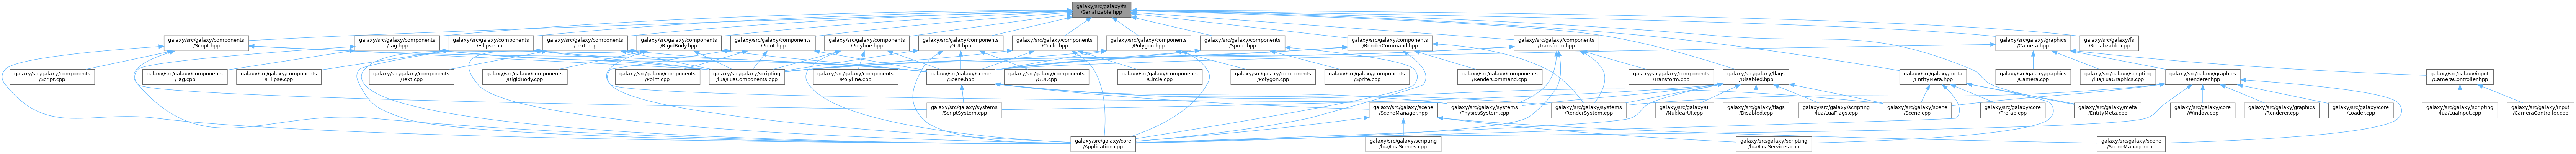 galaxy/src/galaxy/fs
/Serializable.hpp
galaxy/src/galaxy/components
/Script.hpp
galaxy/src/galaxy/components
/Tag.hpp
galaxy/src/galaxy/components
/Ellipse.hpp
galaxy/src/galaxy/components
/Text.hpp
galaxy/src/galaxy/components
/RigidBody.hpp
galaxy/src/galaxy/components
/Point.hpp
galaxy/src/galaxy/components
/Polyline.hpp
galaxy/src/galaxy/components
/GUI.hpp
galaxy/src/galaxy/components
/Circle.hpp
galaxy/src/galaxy/components
/Polygon.hpp
galaxy/src/galaxy/components
/Sprite.hpp
galaxy/src/galaxy/components
/RenderCommand.hpp
galaxy/src/galaxy/components
/Transform.hpp
galaxy/src/galaxy/graphics
/Camera.hpp
galaxy/src/galaxy/fs
/Serializable.cpp
galaxy/src/galaxy/components
/Script.cpp
galaxy/src/galaxy/components
/Tag.cpp
galaxy/src/galaxy/components
/Ellipse.cpp
galaxy/src/galaxy/components
/Text.cpp
galaxy/src/galaxy/components
/RigidBody.cpp
galaxy/src/galaxy/components
/Point.cpp
galaxy/src/galaxy/scripting
/lua/LuaComponents.cpp
galaxy/src/galaxy/components
/Polyline.cpp
galaxy/src/galaxy/scene
/Scene.hpp
galaxy/src/galaxy/components
/GUI.cpp
galaxy/src/galaxy/components
/Circle.cpp
galaxy/src/galaxy/components
/Polygon.cpp
galaxy/src/galaxy/components
/Sprite.cpp
galaxy/src/galaxy/components
/RenderCommand.cpp
galaxy/src/galaxy/components
/Transform.cpp
galaxy/src/galaxy/flags
/Disabled.hpp
galaxy/src/galaxy/meta
/EntityMeta.hpp
galaxy/src/galaxy/graphics
/Camera.cpp
galaxy/src/galaxy/scripting
/lua/LuaGraphics.cpp
galaxy/src/galaxy/graphics
/Renderer.hpp
galaxy/src/galaxy/input
/CameraController.hpp
galaxy/src/galaxy/systems
/ScriptSystem.cpp
galaxy/src/galaxy/scene
/SceneManager.hpp
galaxy/src/galaxy/systems
/PhysicsSystem.cpp
galaxy/src/galaxy/systems
/RenderSystem.cpp
galaxy/src/galaxy/ui
/NuklearUI.cpp
galaxy/src/galaxy/flags
/Disabled.cpp
galaxy/src/galaxy/scripting
/lua/LuaFlags.cpp
galaxy/src/galaxy/scene
/Scene.cpp
galaxy/src/galaxy/core
/Prefab.cpp
galaxy/src/galaxy/meta
/EntityMeta.cpp
galaxy/src/galaxy/core
/Window.cpp
galaxy/src/galaxy/graphics
/Renderer.cpp
galaxy/src/galaxy/core
/Loader.cpp
galaxy/src/galaxy/scripting
/lua/LuaInput.cpp
galaxy/src/galaxy/input
/CameraController.cpp
galaxy/src/galaxy/core
/Application.cpp
galaxy/src/galaxy/scripting
/lua/LuaScenes.cpp
galaxy/src/galaxy/scripting
/lua/LuaServices.cpp
galaxy/src/galaxy/scene
/SceneManager.cpp